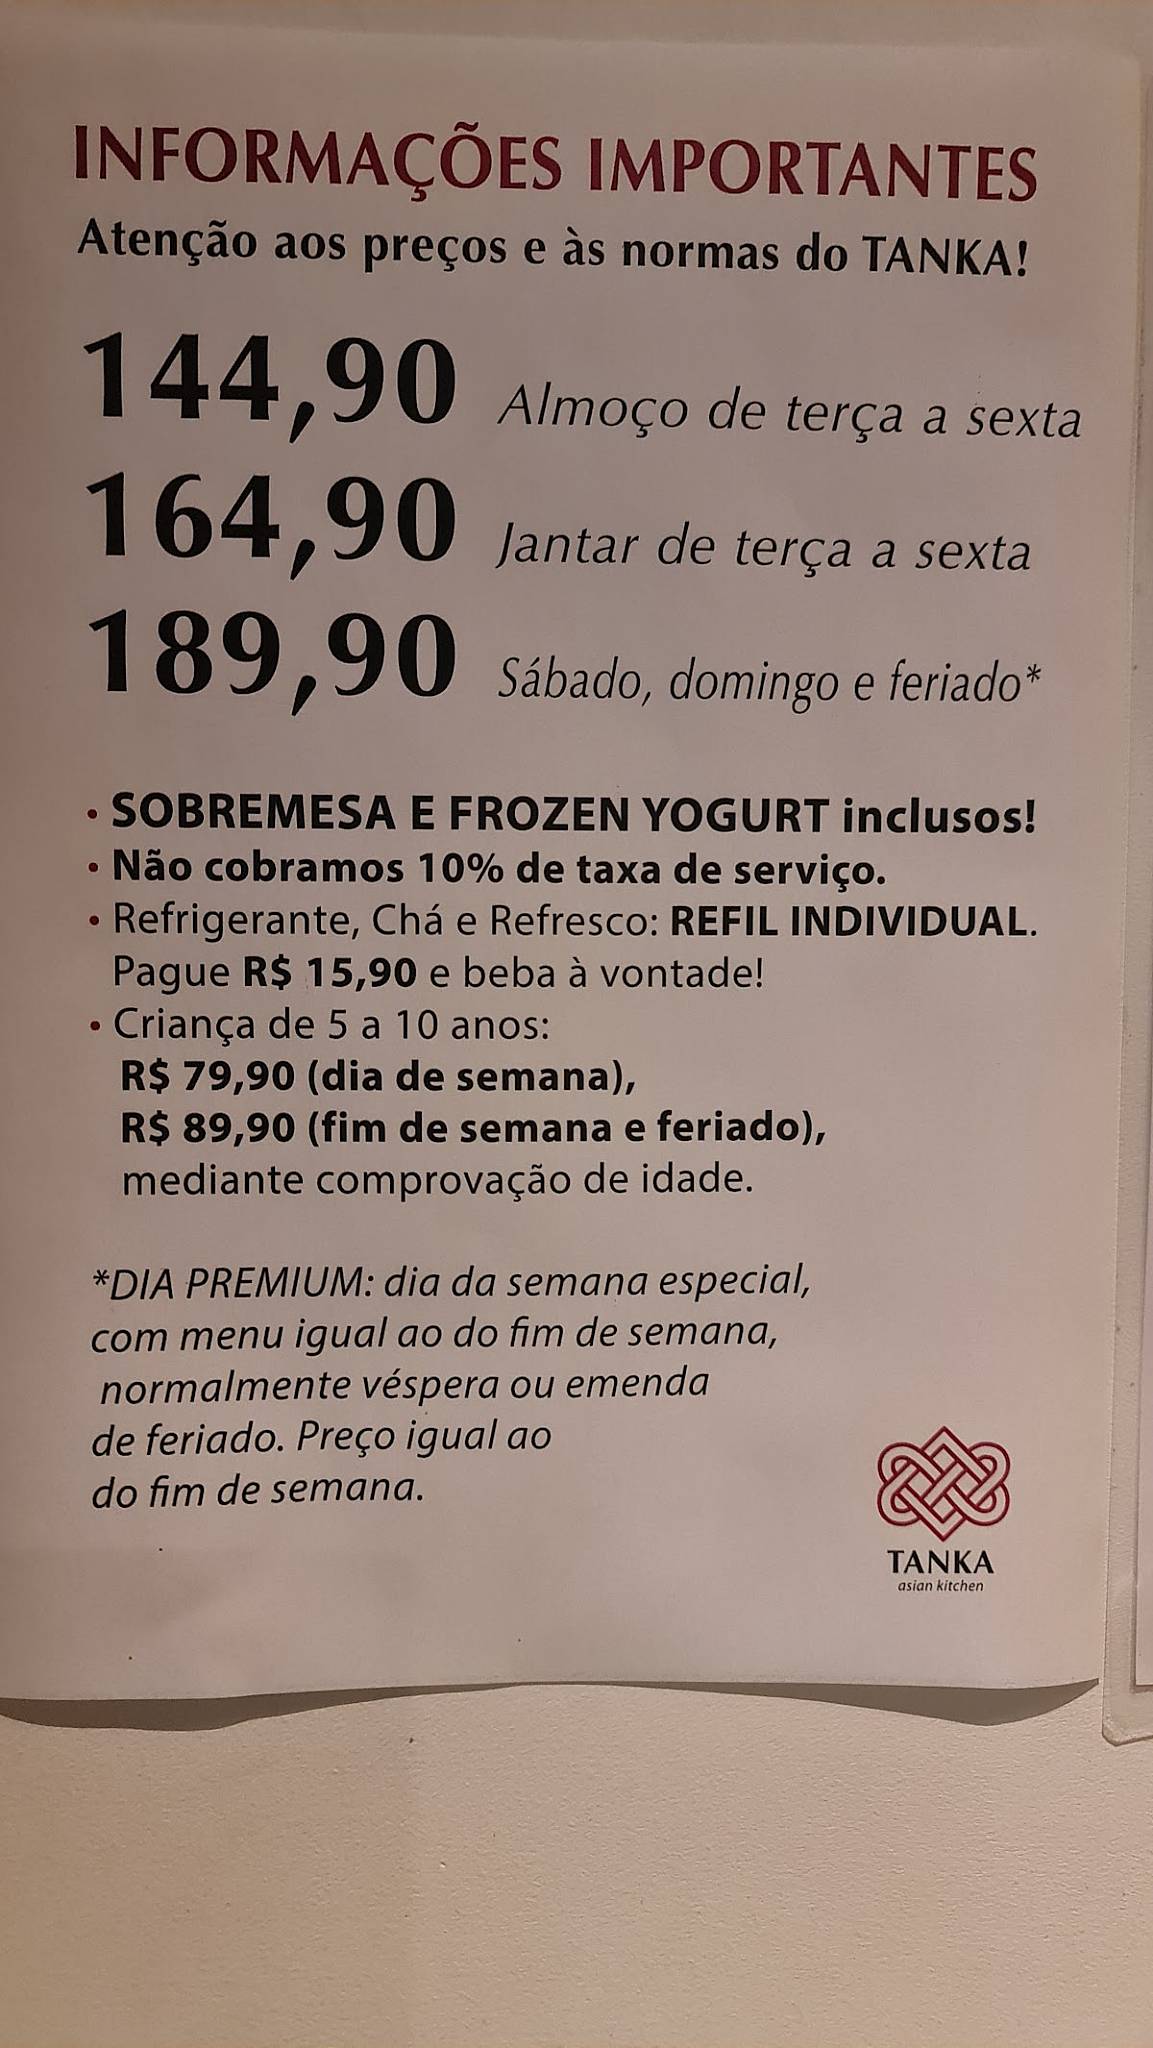 INFORMAÇÕES IMPORTANTES
Atenção aos preços e às normas do TANKA!
144,90 Almoço de terça a sexta
164,90 Jantar de terça a sexta
189,90 Sábado, domingo e feriado*
• SOBREMESA E FROZEN YOGURT inclusos!
• Não cobramos 10% de taxa de serviço.
• Refrigerante, Chá e Refresco: REFIL INDIVIDUAL.
Pague R$ 15,90 e beba à vontade!
• Criança de 5 a 10 anos:
R$ 79,90 (dia de semana),
R$ 89,90 (fim de semana e feriado),
mediante comprovação de idade.
*DIA PREMIUM: dia da semana especial,
com menu igual ao do fim de semana,
normalmente véspera ou emenda
de feriado. Preço igual ao
do fim de semana.
TANKA
asian kitchen